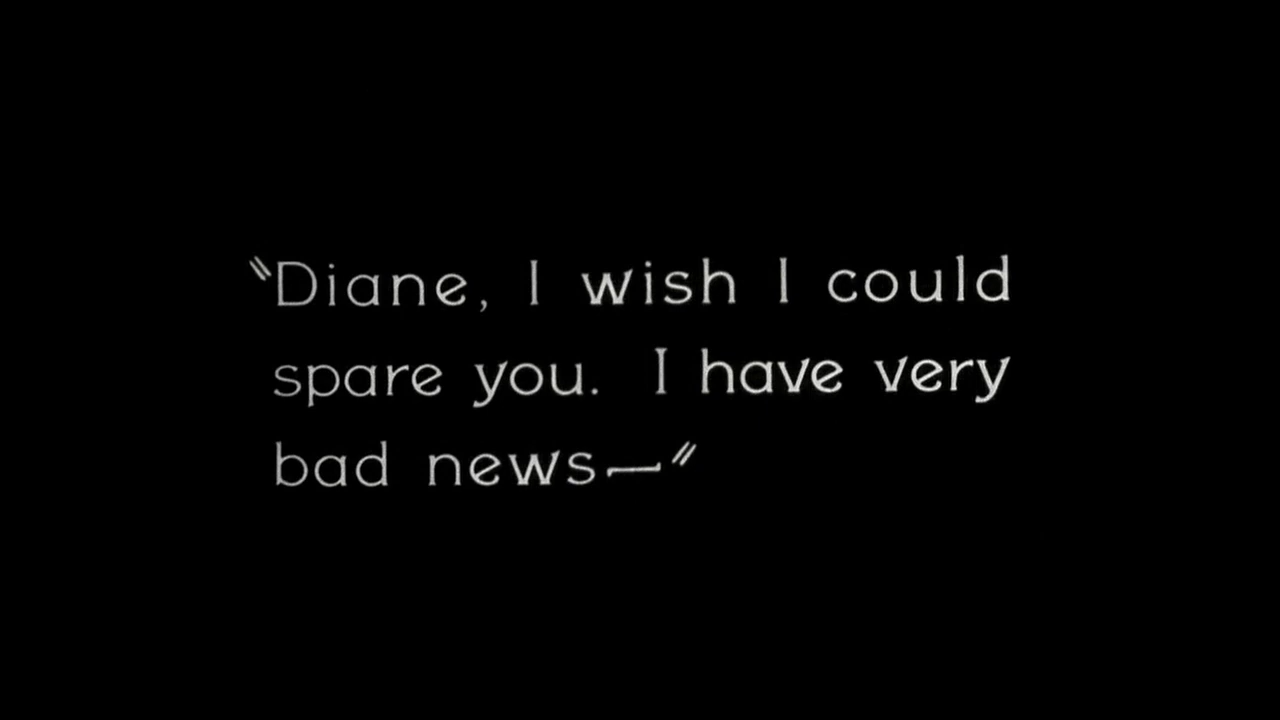 "Diane, I wish I could
spare you. I have very
bad news—"